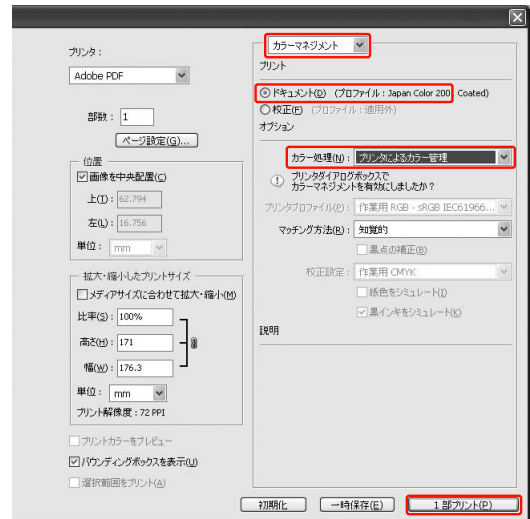 プリンタ：
Adobe PDF
部数： 1
ページ設定(G)...
位置
画像を中央配置(C)
上(T)： 62.794
左(L)： 16.756
単位： mm
拡大・縮小したプリントサイズ
メディアサイズに合わせて拡大・縮小(M)
比率(S)： 100%
高さ(H)： 171
幅(W)： 176.3
単位： mm
プリント解像度：72 PPI
プリントカラーをプレビュー
バウンディングボックスを表示(U)
選択範囲をプリント(A)
カラーマネジメント
プリント
ドキュメント(D) (プロファイル：Japan Color 200 Coated)
校正(F) (プロファイル：適用外)
オプション
カラー処理(N)： プリンタによるカラー管理
プリンタダイアログボックスで
カラーマネジメントを有効にしましたか？
プリンタプロファイル(P)： 作業用 RGB - sRGB IEC61966...
マッチング方法(R)： 知覚的
黒点の補正(B)
校正設定： 作業用 CMYK
紙色をシミュレート(I)
黒インキをシミュレート(K)
説明
初期化
一時保存(E)
1 部プリント(P)